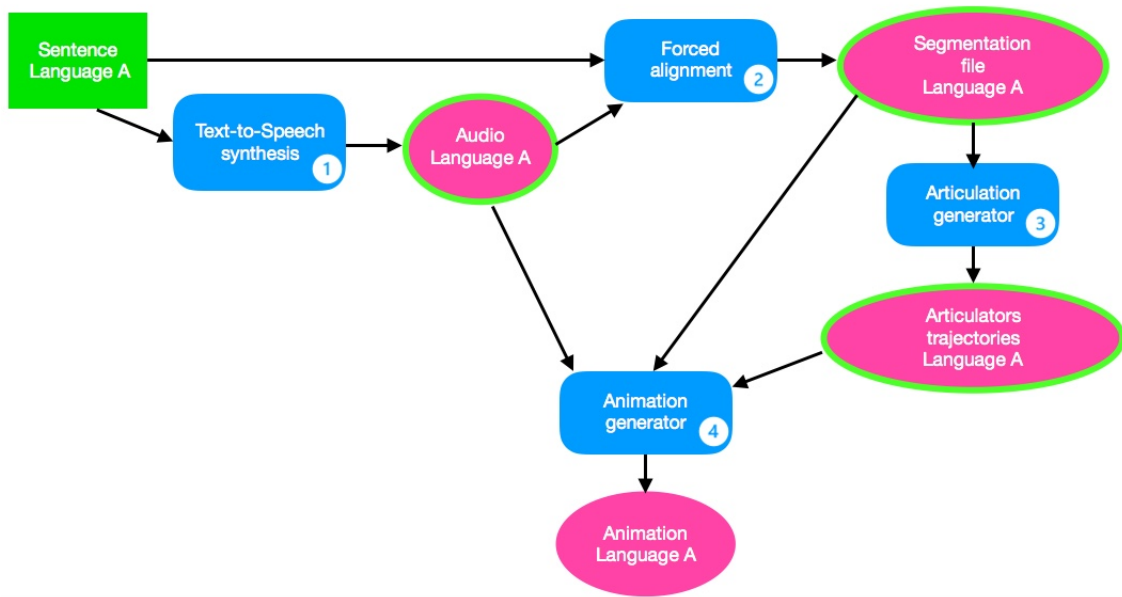 Sentence
Language A
Forced
alignment
2
Segmentation
file
Language A
Text-to-Speech
synthesis
1
Audio
Language A
Articulation
generator
3
Articulators
trajectories
Language A
Animation
generator
4
Animation
Language A